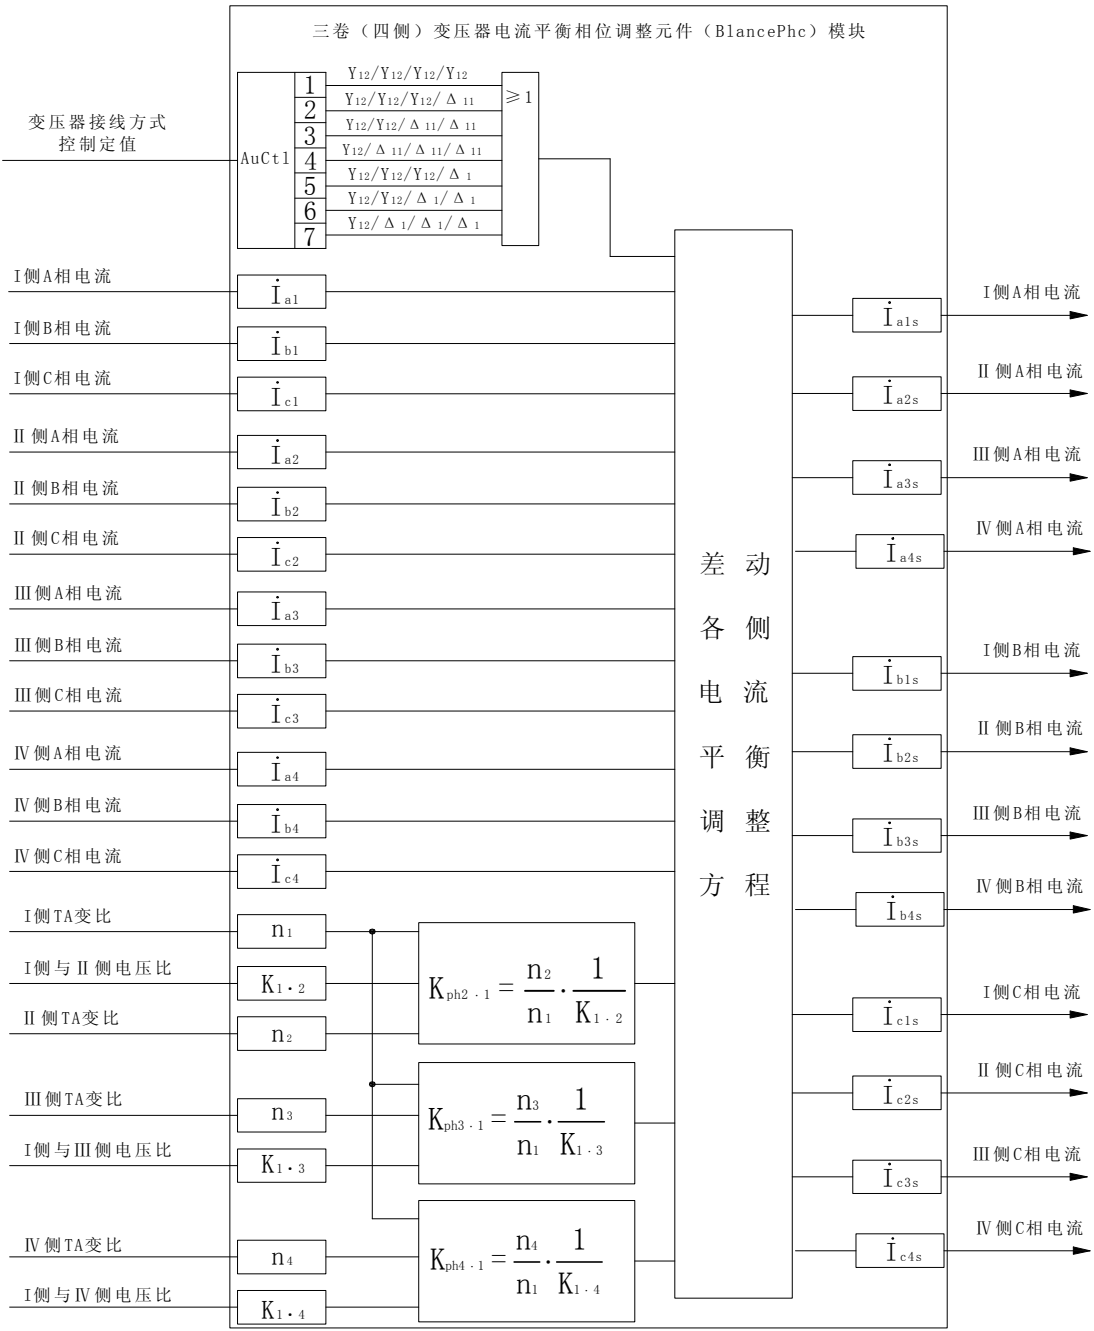 三卷（四侧）变压器电流平衡相位调整元件（BlancePhc）模块
变压器接线方式
控制定值
AuCtl
1 Y12/Y12/Y12/Y12
2 Y12/Y12/Y12/Δ11
3 Y12/Y12/Δ11/Δ11
4 Y12/Δ11/Δ11/Δ11
5 Y12/Y12/Y12/Δ1
6 Y12/Y12/Δ1/Δ1
7 Y12/Δ1/Δ1/Δ1
≥1
I侧A相电流 İa1
I侧B相电流 İb1
I侧C相电流 İc1
II侧A相电流 İa2
II侧B相电流 İb2
II侧C相电流 İc2
III侧A相电流 İa3
III侧B相电流 İb3
III侧C相电流 İc3
IV侧A相电流 İa4
IV侧B相电流 İb4
IV侧C相电流 İc4
I侧TA变比 n1
I侧与II侧电压比 K1·2
II侧TA变比 n2
Kph2·1 = n2/n1 · 1/K1·2
III侧TA变比 n3
I侧与III侧电压比 K1·3
Kph3·1 = n3/n1 · 1/K1·3
IV侧TA变比 n4
I侧与IV侧电压比 K1·4
Kph4·1 = n4/n1 · 1/K1·4
差动
各侧
电流
平衡
调整
方程
İa1s I侧A相电流
İa2s II侧A相电流
İa3s III侧A相电流
İa4s IV侧A相电流
İb1s I侧B相电流
İb2s II侧B相电流
İb3s III侧B相电流
İb4s IV侧B相电流
İc1s I侧C相电流
İc2s II侧C相电流
İc3s III侧C相电流
İc4s IV侧C相电流